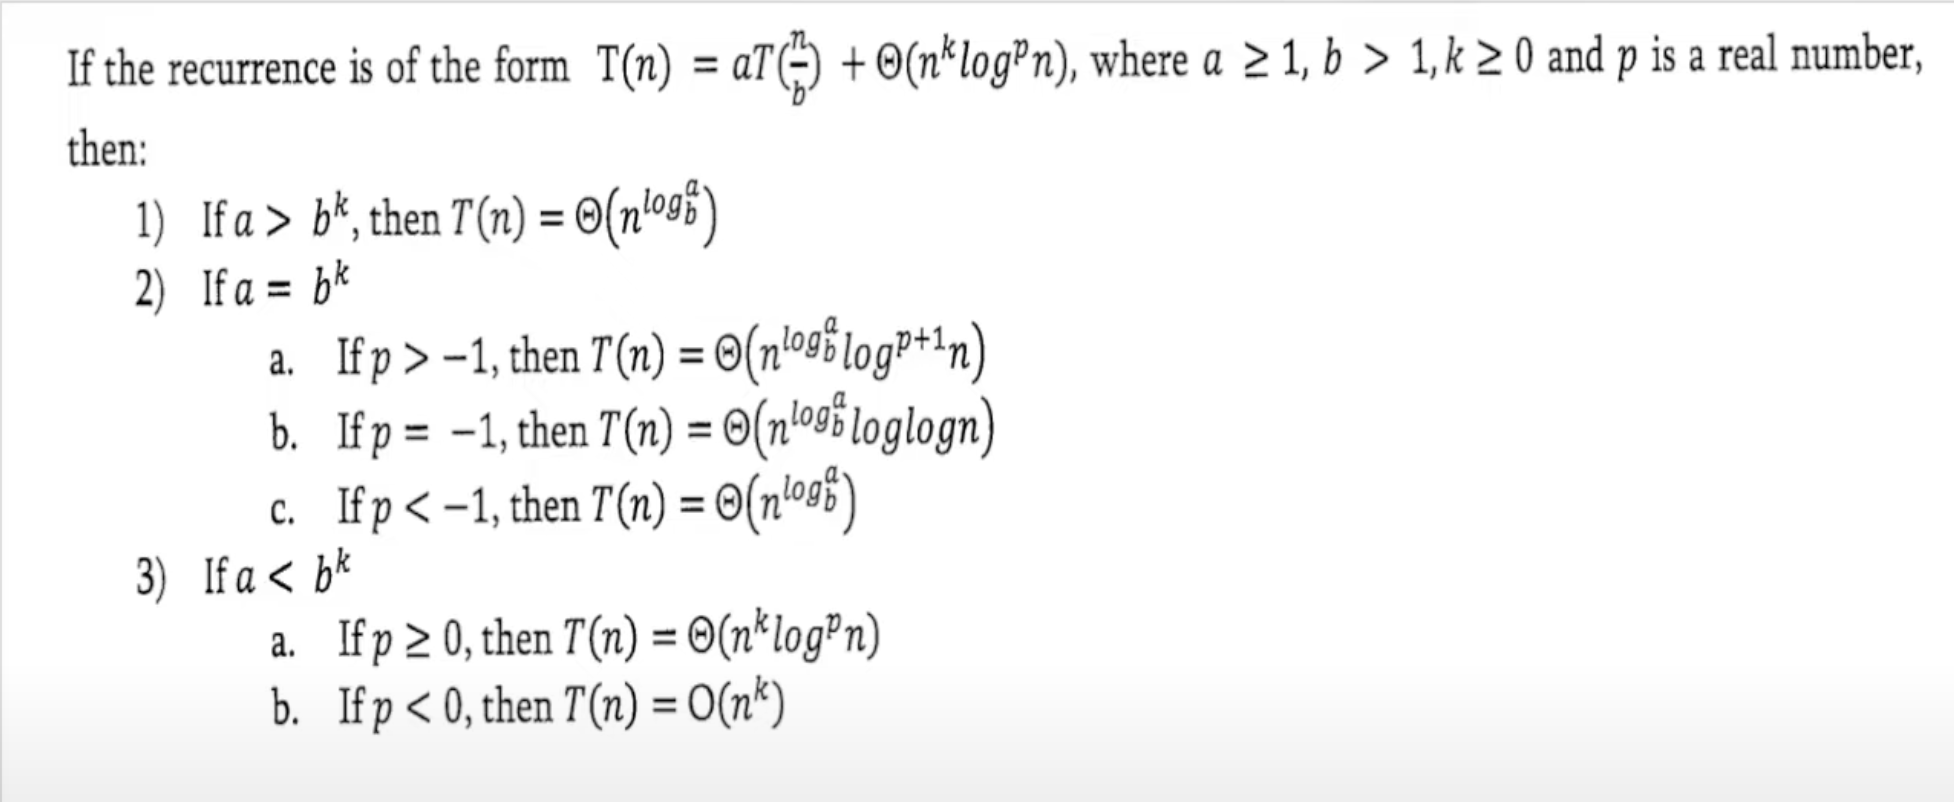 If the recurrence is of the form T(n) = aT(n/b) + Θ(n^k log^p n), where a ≥ 1, b > 1, k ≥ 0 and p is a real number,
then:
1) If a > b^k, then T(n) = Θ(n^{log_b^a})
2) If a = b^k
a. If p > −1, then T(n) = Θ(n^{log_b^a} log^{p+1} n)
b. If p = −1, then T(n) = Θ(n^{log_b^a} loglogn)
c. If p < −1, then T(n) = Θ(n^{log_b^a})
3) If a < b^k
a. If p ≥ 0, then T(n) = Θ(n^k log^p n)
b. If p < 0, then T(n) = O(n^k)